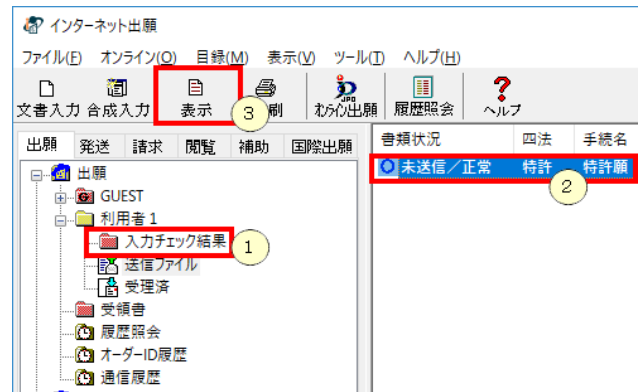 インターネット出願
ファイル(F) オンライン(O) 目録(M) 表示(V) ツール(T) ヘルプ(H)
文書入力 合成入力 表示 3 刷 オンライン出願 履歴照会 ヘルプ
JPO
出願 発送 請求 閲覧 補助 国際出願
書類状況 四法 手続名
未送信/正常 特許 特許願
2
出願
GUEST
利用者1
入力チェック結果 1
送信ファイル
受理済
受領書
履歴照会
オーダーID履歴
通信履歴